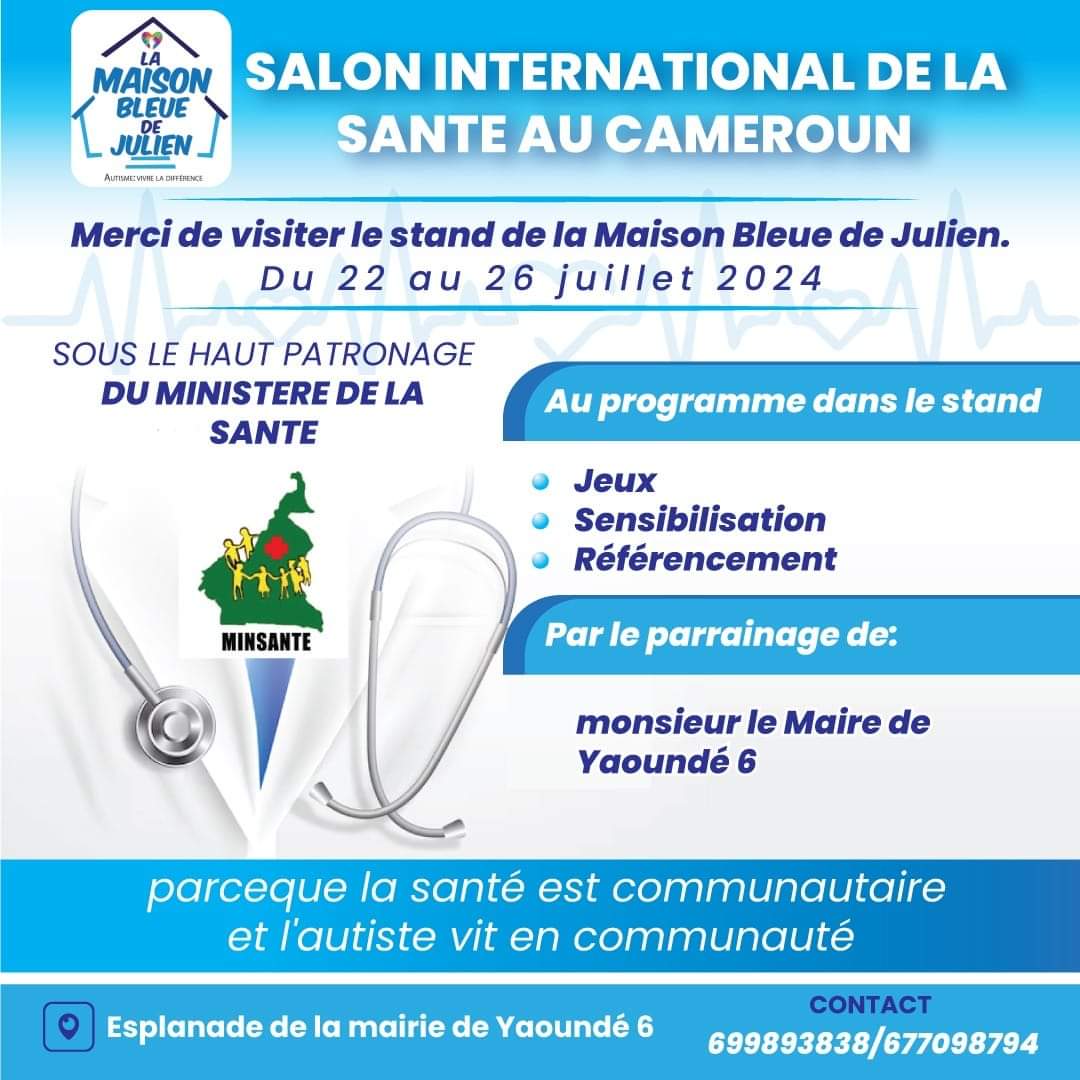 LA
MAISON
BLEUE
DE
JULIEN
AUTISME: VIVRE LA DIFFÉRENCE
SALON INTERNATIONAL DE LA
SANTE AU CAMEROUN
Merci de visiter le stand de la Maison Bleue de Julien.
Du 22 au 26 juillet 2024
SOUS LE HAUT PATRONAGE
DU MINISTERE DE LA
SANTE
MINSANTE
Au programme dans le stand
Jeux
Sensibilisation
Référencement
Par le parrainage de:
monsieur le Maire de
Yaoundé 6
parceque la santé est communautaire
et l'autiste vit en communauté
Esplanade de la mairie de Yaoundé 6
CONTACT
699893838/677098794